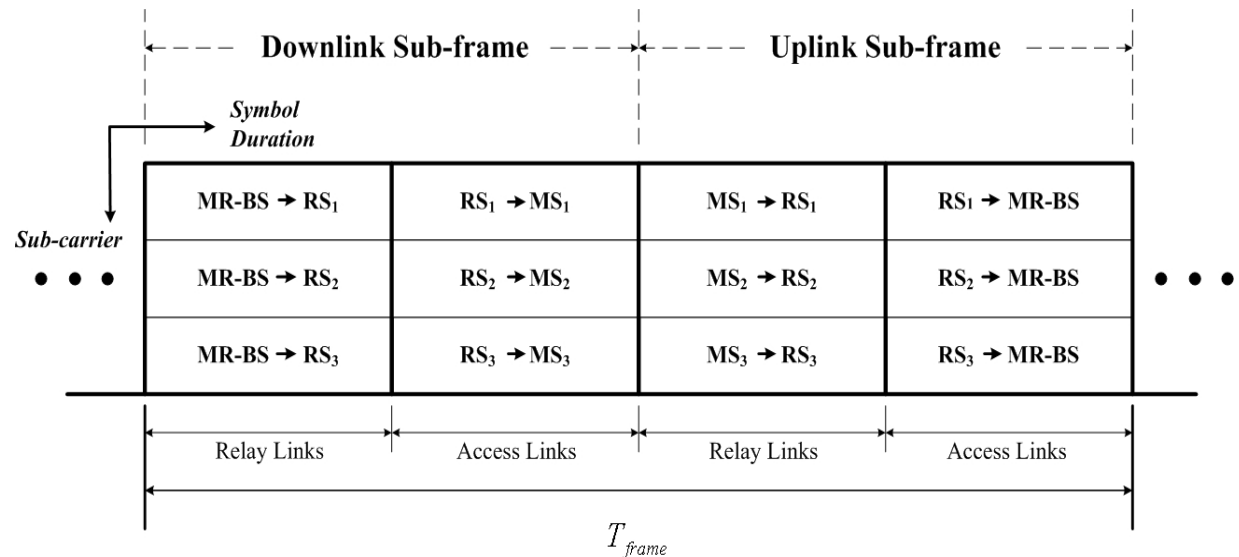 Downlink Sub-frame Uplink Sub-frame
Symbol
Duration
Sub-carrier
MR-BS → RS₁ RS₁ → MS₁ MS₁ → RS₁ RS₁ → MR-BS
MR-BS → RS₂ RS₂ → MS₂ MS₂ → RS₂ RS₂ → MR-BS
MR-BS → RS₃ RS₃ → MS₃ MS₃ → RS₃ RS₃ → MR-BS
Relay Links Access Links Relay Links Access Links
T_frame